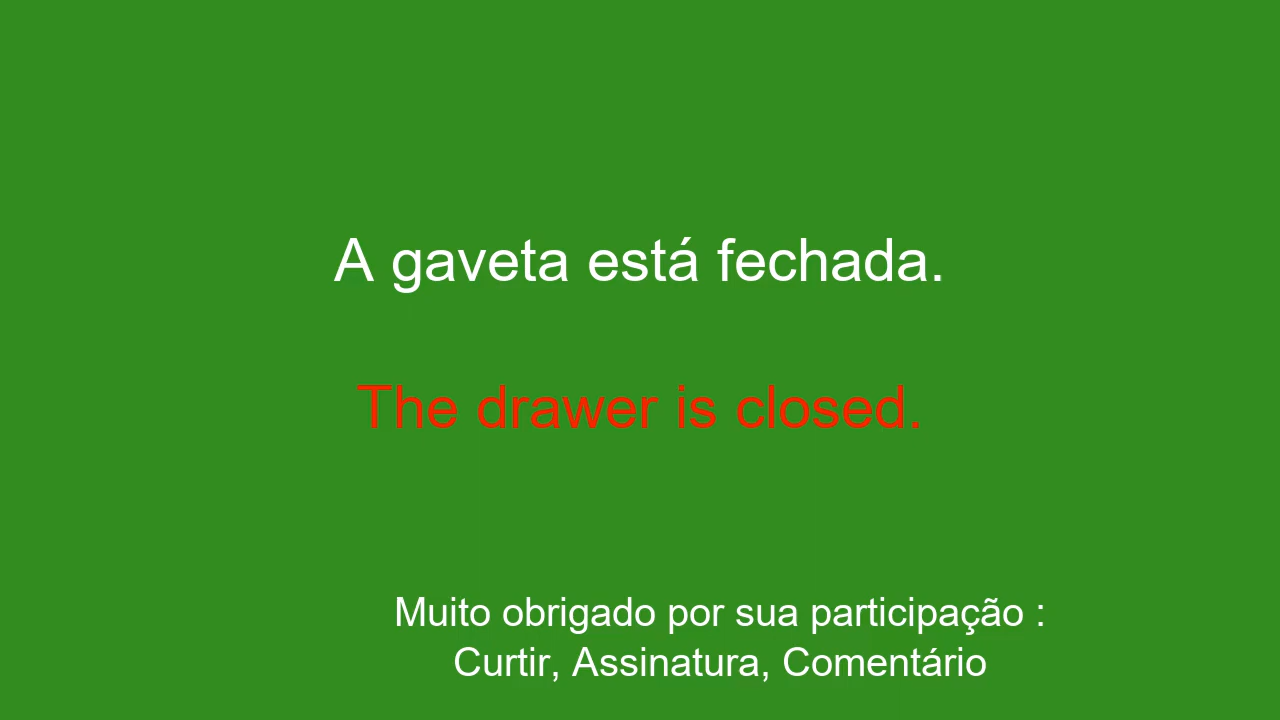 A gaveta está fechada.
The drawer is closed.
Muito obrigado por sua participação :
Curtir, Assinatura, Comentário